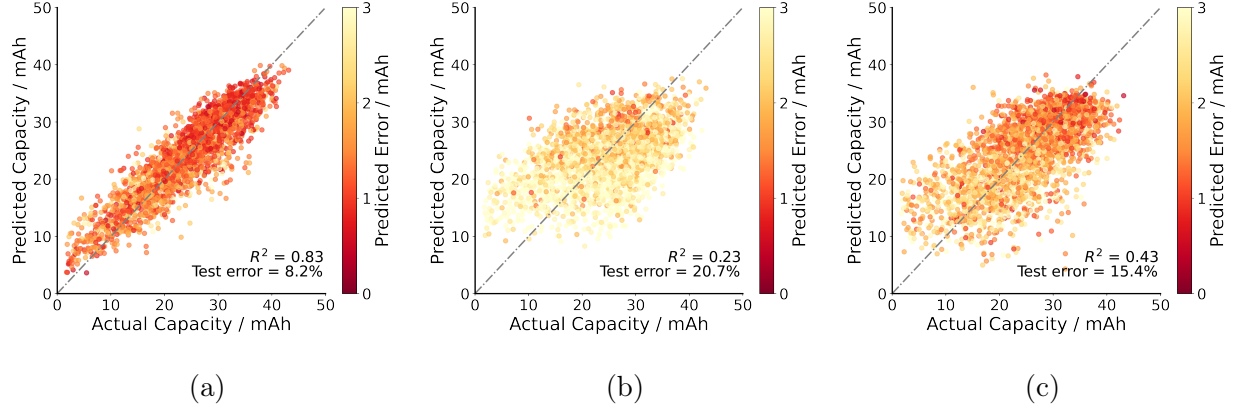 50
40
30
20
10
0
Predicted Capacity / mAh
0 10 20 30 40 50
Actual Capacity / mAh
R² = 0.83
Test error = 8.2%
3
2
1
0
Predicted Error / mAh
(a)
50
40
30
20
10
0
Predicted Capacity / mAh
0 10 20 30 40 50
Actual Capacity / mAh
R² = 0.23
Test error = 20.7%
3
2
1
0
Predicted Error / mAh
(b)
50
40
30
20
10
0
Predicted Capacity / mAh
0 10 20 30 40 50
Actual Capacity / mAh
R² = 0.43
Test error = 15.4%
3
2
1
0
Predicted Error / mAh
(c)